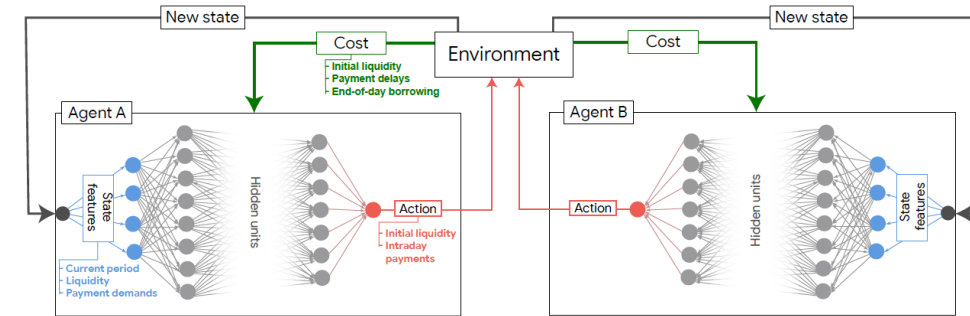 New state
New state
Cost
Environment
Cost
- Initial liquidity
- Payment delays
- End-of-day borrowing
Agent A
Agent B
State
features
Hidden units
Action
- Initial liquidity
- Intraday
payments
- Current period
- Liquidity
- Payment demands
Action
Hidden units
State
features